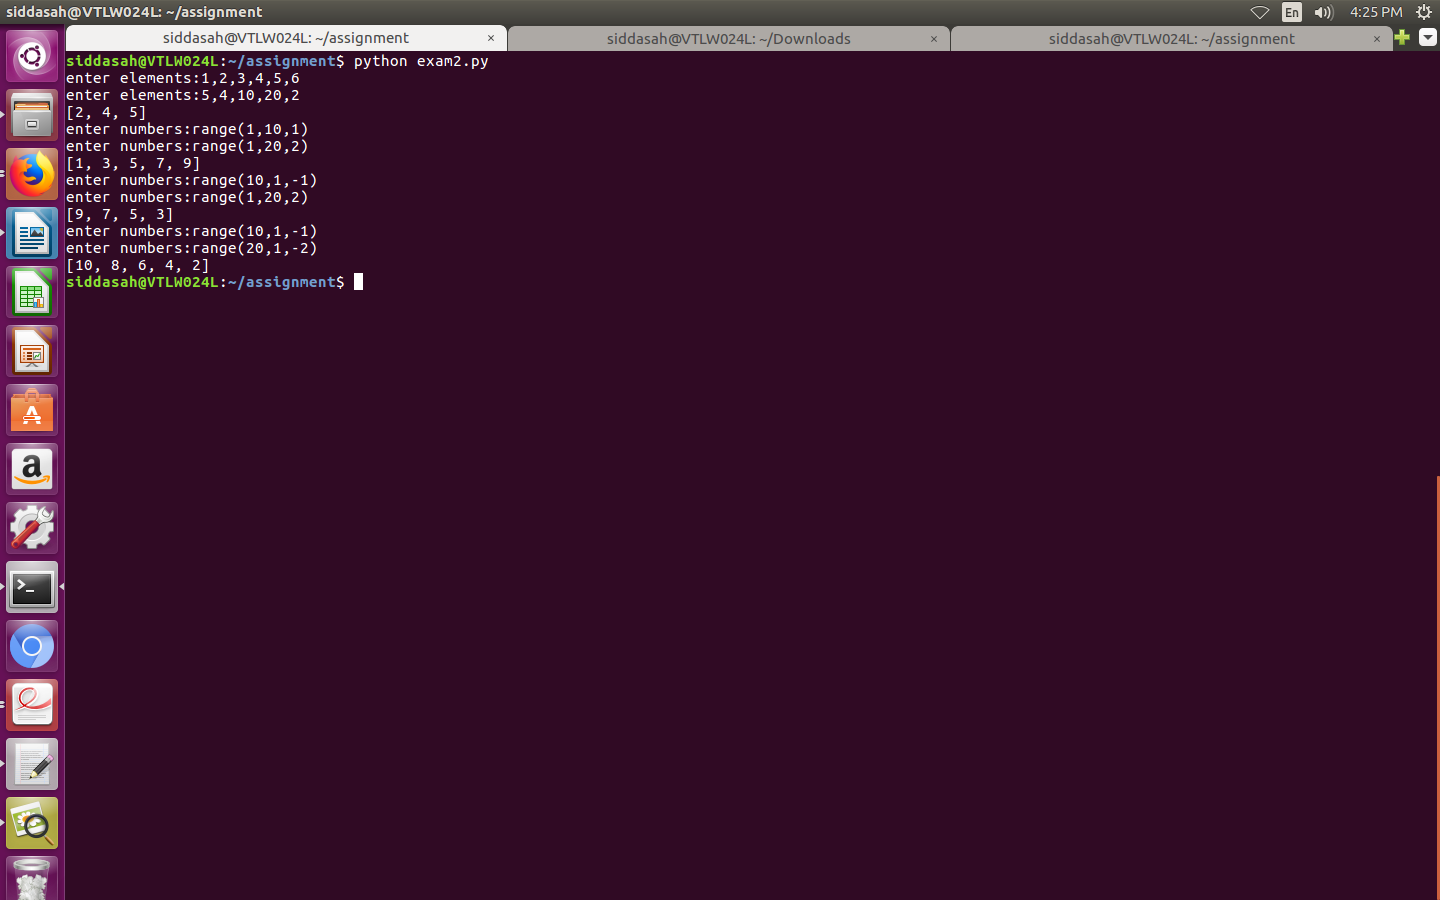 siddasah@VTLW024L: ~/assignment
En
4:25 PM
siddasah@VTLW024L: ~/assignment ×
siddasah@VTLW024L: ~/Downloads ×
siddasah@VTLW024L: ~/assignment ×
siddasah@VTLW024L:~/assignment$ python exam2.py
enter elements:1,2,3,4,5,6
enter elements:5,4,10,20,2
[2, 4, 5]
enter numbers:range(1,10,1)
enter numbers:range(1,20,2)
[1, 3, 5, 7, 9]
enter numbers:range(10,1,-1)
enter numbers:range(1,20,2)
[9, 7, 5, 3]
enter numbers:range(10,1,-1)
enter numbers:range(20,1,-2)
[10, 8, 6, 4, 2]
siddasah@VTLW024L:~/assignment$